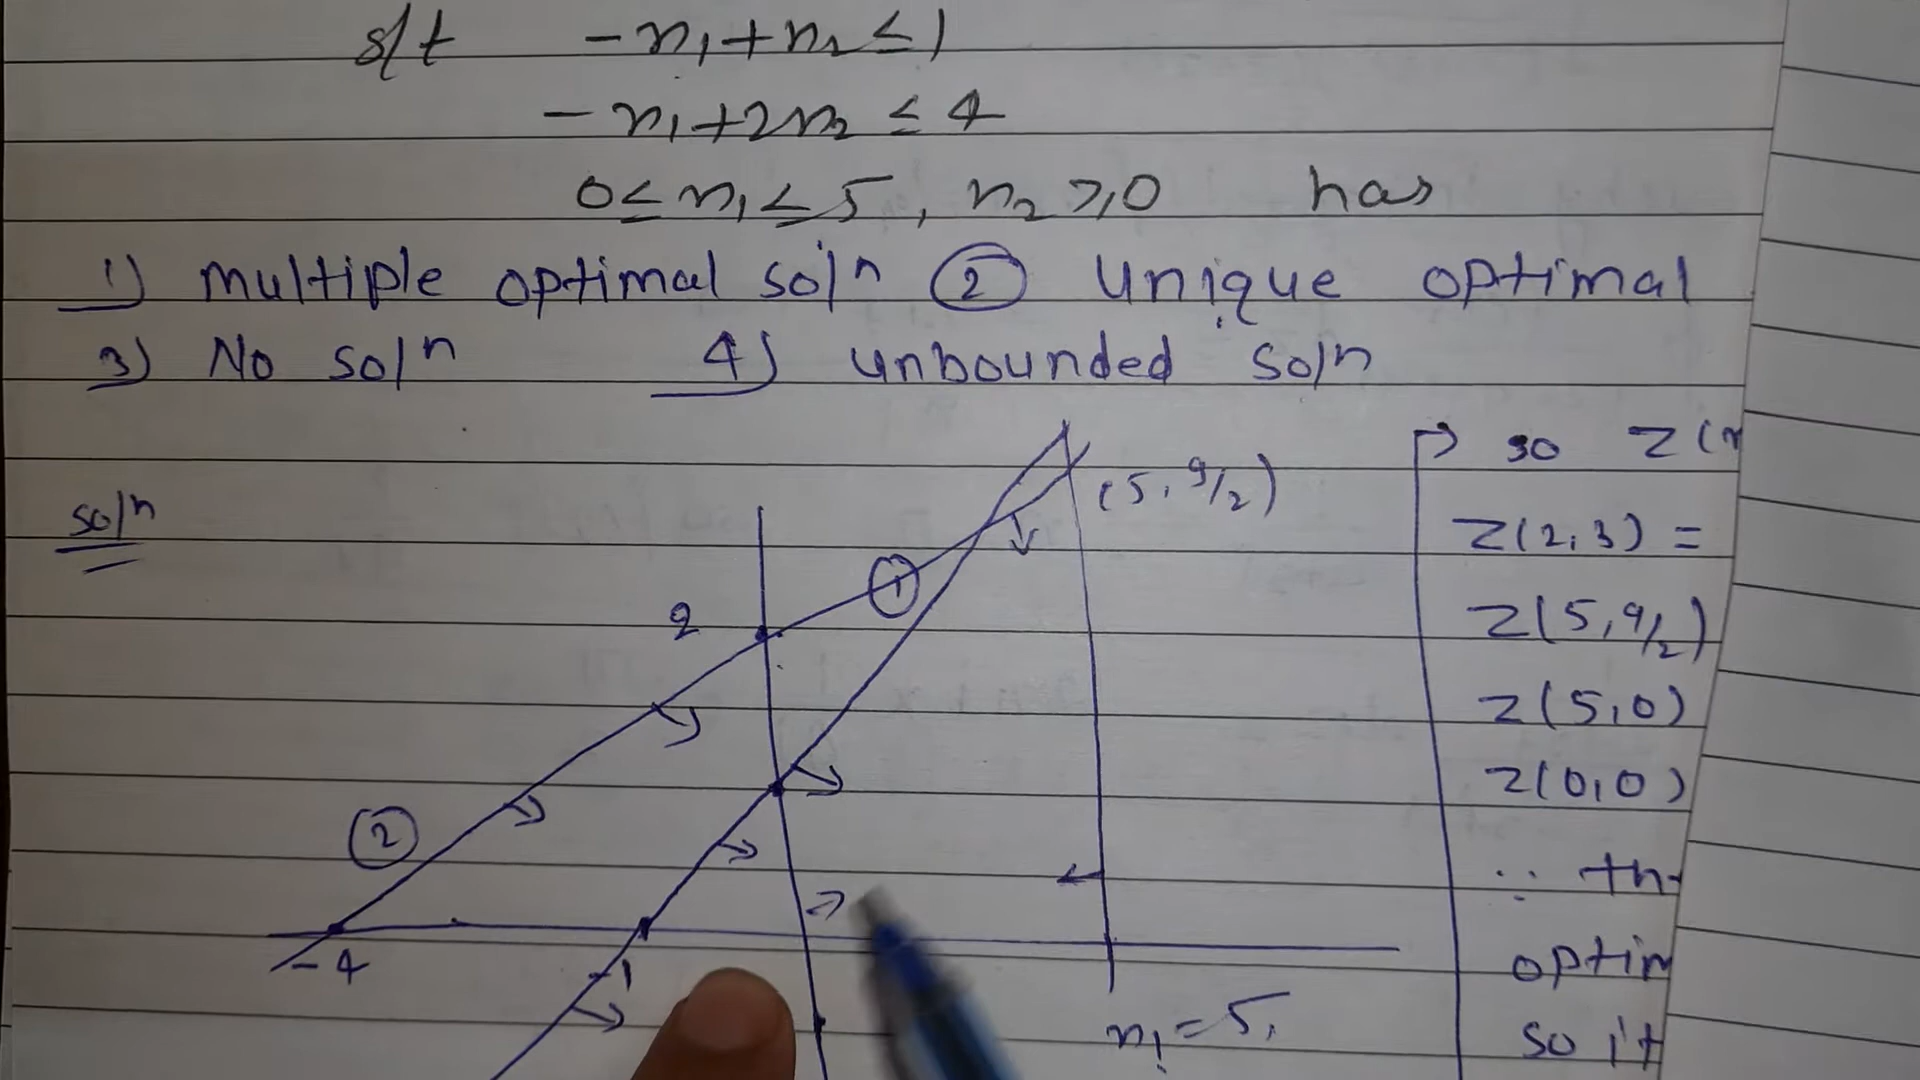 s/t -x₁+x₂ ≤ 1
-x₁+2x₂ ≤ 4
0 ≤ x₁ ≤ 5, x₂ ≥ 0 has
1) multiple optimal solⁿ ② unique optimal
3) No solⁿ 4) unbounded solⁿ
solⁿ
(5, 9/2)
①
2
②
-4
-1
x₁ = 5,
so Z(
Z(2,3) =
Z(5,9/2)
Z(5,0)
Z(0,0)
∴ th
optim
so it